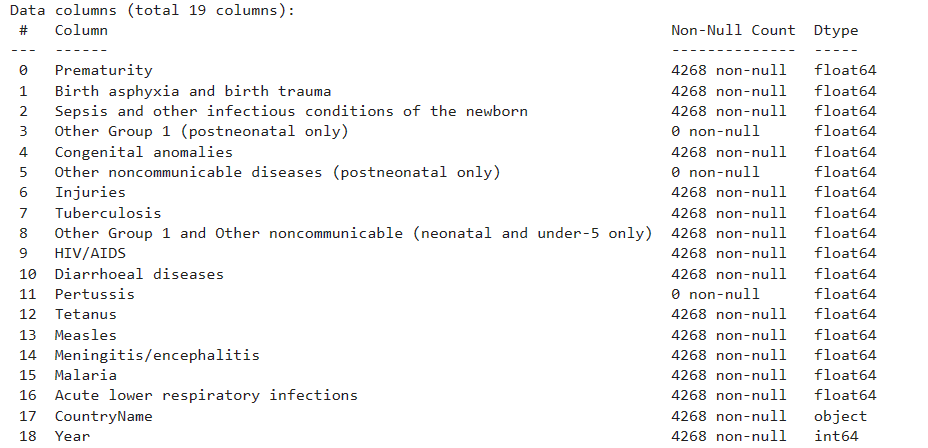 Data columns (total 19 columns):
 #   Column                                                              Non-Null Count  Dtype
---  ------                                                              --------------  -----
 0   Prematurity                                                         4268 non-null   float64
 1   Birth asphyxia and birth trauma                                     4268 non-null   float64
 2   Sepsis and other infectious conditions of the newborn               4268 non-null   float64
 3   Other Group 1 (postneonatal only)                                   0 non-null      float64
 4   Congenital anomalies                                                4268 non-null   float64
 5   Other noncommunicable diseases (postneonatal only)                  0 non-null      float64
 6   Injuries                                                            4268 non-null   float64
 7   Tuberculosis                                                        4268 non-null   float64
 8   Other Group 1 and Other noncommunicable (neonatal and under-5 only)  4268 non-null   float64
 9   HIV/AIDS                                                            4268 non-null   float64
 10  Diarrhoeal diseases                                                 4268 non-null   float64
 11  Pertussis                                                           0 non-null      float64
 12  Tetanus                                                             4268 non-null   float64
 13  Measles                                                             4268 non-null   float64
 14  Meningitis/encephalitis                                             4268 non-null   float64
 15  Malaria                                                             4268 non-null   float64
 16  Acute lower respiratory infections                                  4268 non-null   float64
 17  CountryName                                                         4268 non-null   object
 18  Year                                                                4268 non-null   int64